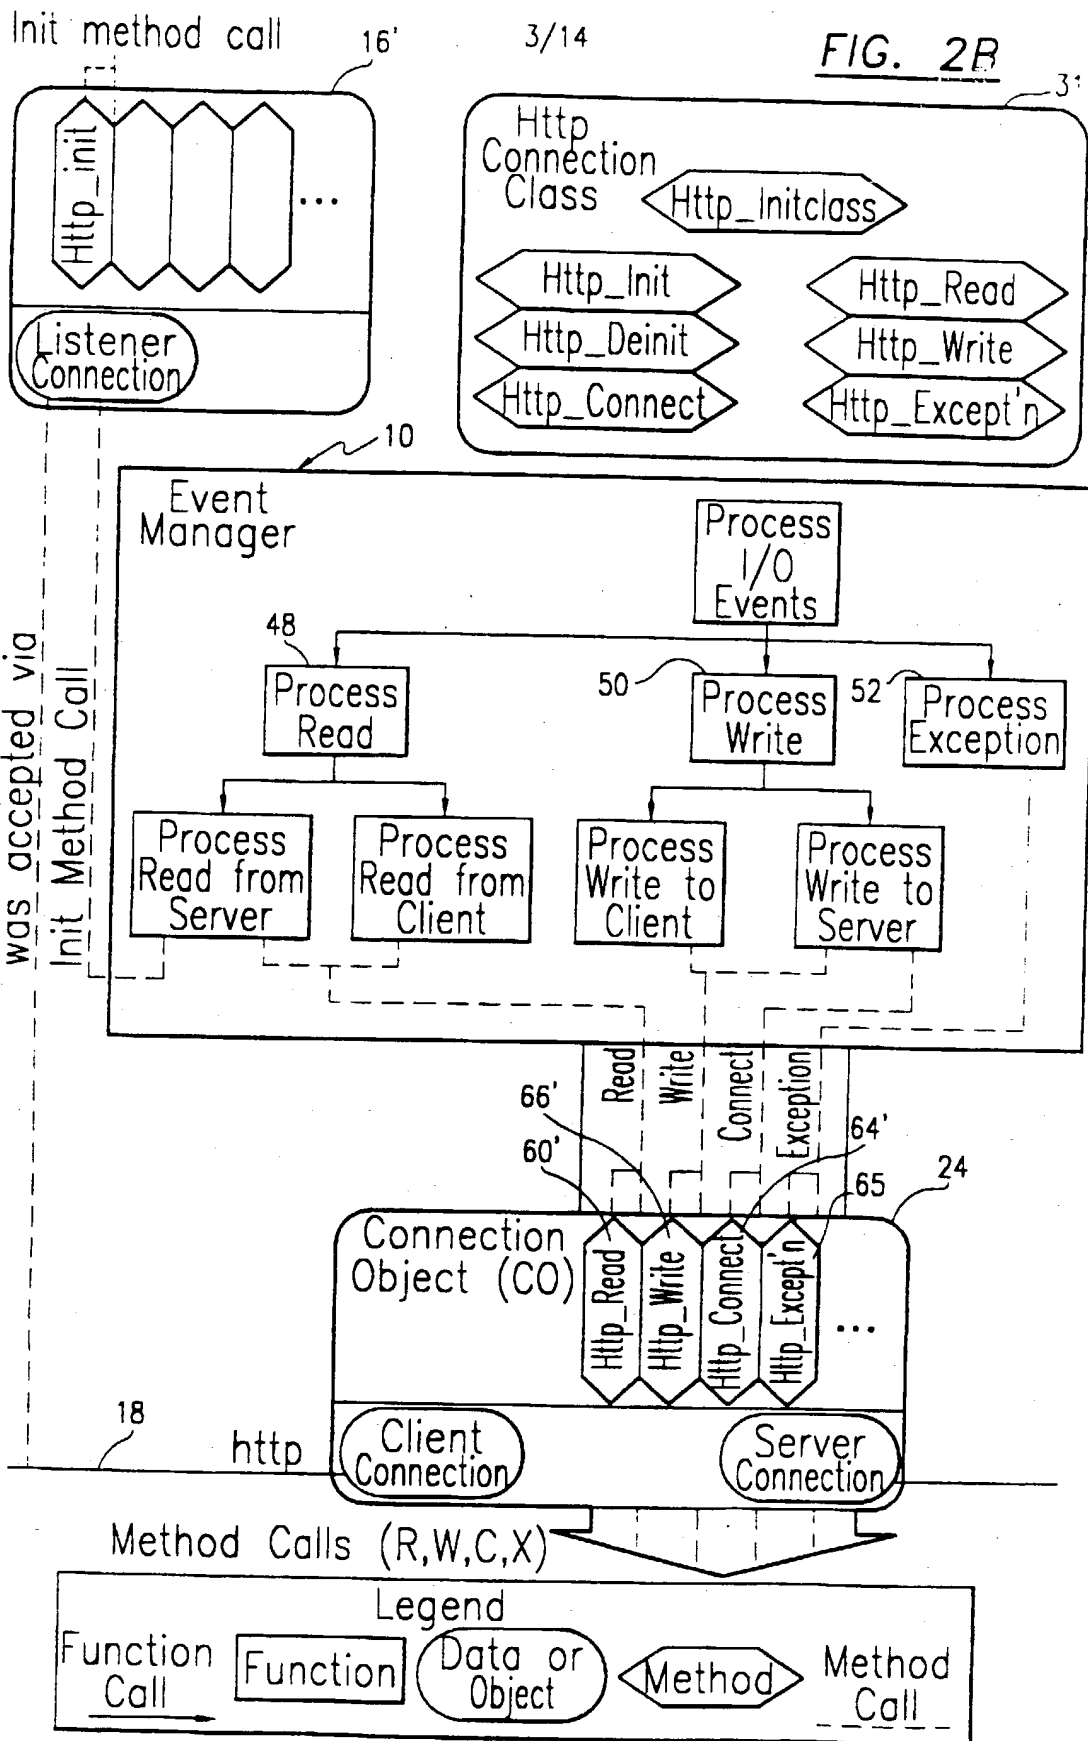 Init method call
16'
3/14
FIG. 2B
Http_init
...
Listener
Connection
Http
Connection
Class
Http_Initclass
Http_Init
Http_Read
Http_Deinit
Http_Write
Http_Connect
Http_Except'n
10
Event
Manager
Process
I/O
Events
48
Process
Read
50
Process
Write
52
Process
Exception
Process
Read from
Server
Process
Read from
Client
Process
Write to
Client
Process
Write to
Server
was accepted via
Init Method Call
Read
Write
Connect
Exception
66'
60'
64'
65
24
Connection
Object (CO)
Http_Read
Http_Write
Http_Connect
Http_Except'n
...
18
http
Client
Connection
Server
Connection
Method Calls (R,W,C,X)
Legend
Function
Call
Function
Data or
Object
Method
Method
Call